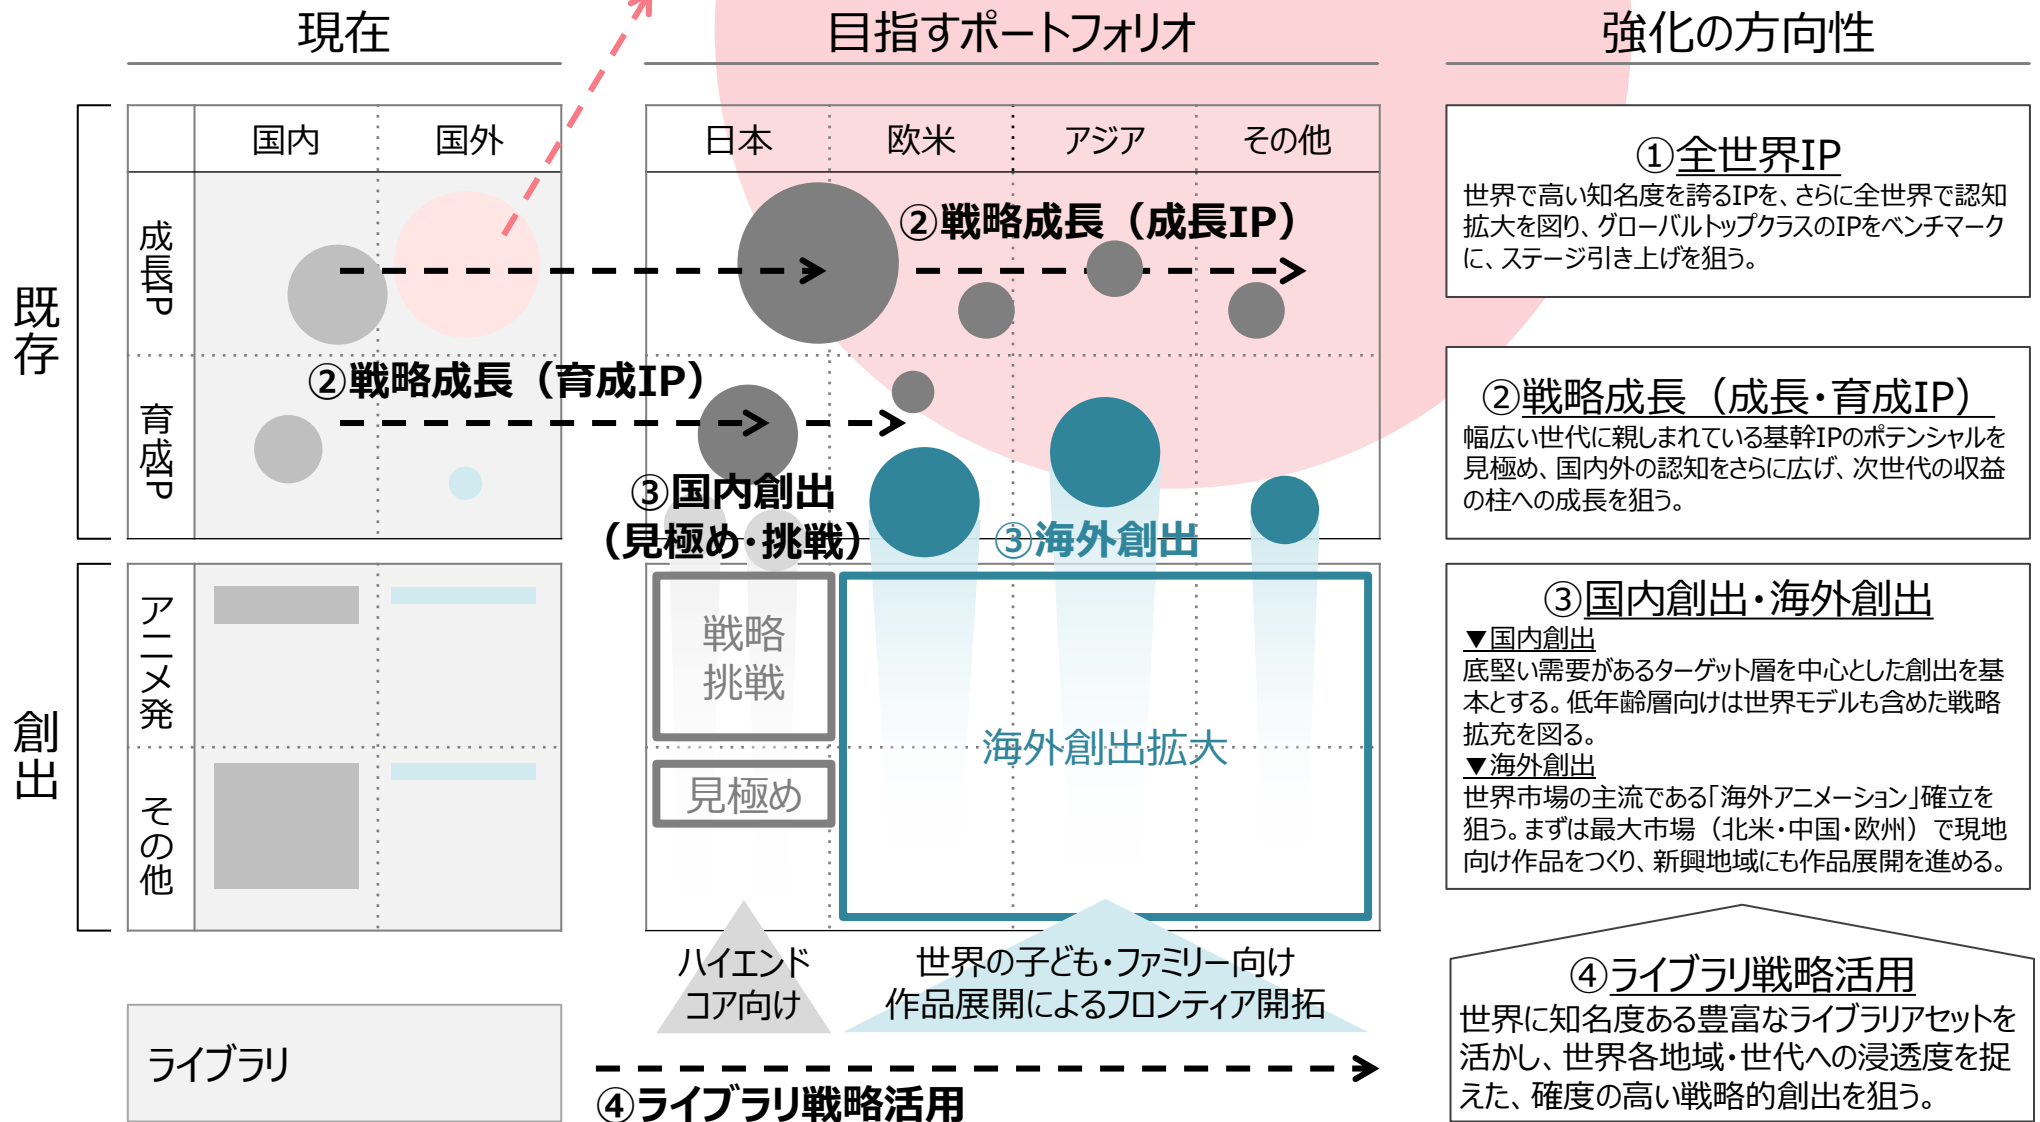 現在
目指すポートフォリオ
強化の方向性
既存
創出
国内
国外
成長IP
育成IP
アニメ発
その他
ライブラリ
日本
欧米
アジア
その他
②戦略成長（成長IP）
②戦略成長（育成IP）
③国内創出
（見極め・挑戦）
③海外創出
戦略
挑戦
見極め
海外創出拡大
ハイエンド
コア向け
世界の子ども・ファミリー向け
作品展開によるフロンティア開拓
④ライブラリ戦略活用
①全世界IP
世界で高い知名度を誇るIPを、さらに全世界で認知
拡大を図り、グローバルトップクラスのIPをベンチマーク
に、ステージ引き上げを狙う。
②戦略成長（成長・育成IP）
幅広い世代に親しまれている基幹IPのポテンシャルを
見極め、国内外の認知をさらに広げ、次世代の収益
の柱への成長を狙う。
③国内創出・海外創出
▼国内創出
底堅い需要があるターゲット層を中心とした創出を基
本とする。低年齢層向けは世界モデルも含めた戦略
拡充を図る。
▼海外創出
世界市場の主流である「海外アニメーション」確立を
狙う。まずは最大市場（北米・中国・欧州）で現地
向け作品をつくり、新興地域にも作品展開を進める。
④ライブラリ戦略活用
世界に知名度ある豊富なライブラリアセットを
活かし、世界各地域・世代への浸透度を捉
えた、確度の高い戦略的創出を狙う。